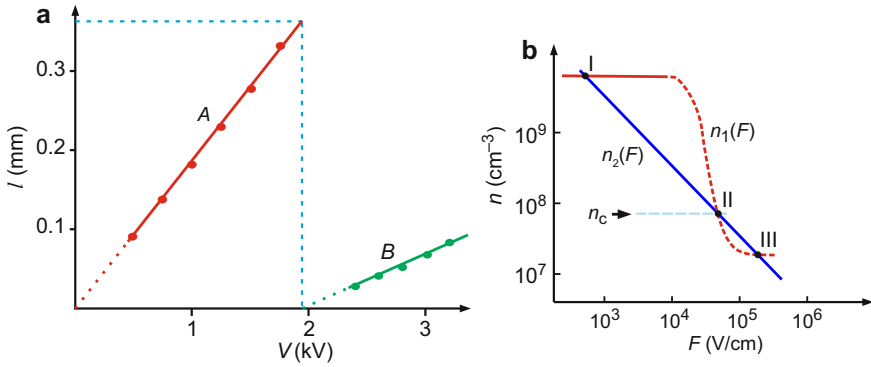 a
l (mm)
0.3
0.2
0.1
A
B
1
2
3
V (kV)
b
n (cm⁻³)
10⁹
10⁸
10⁷
n_c
I
II
III
n₁(F)
n₂(F)
10³
10⁴
10⁵
10⁶
F (V/cm)